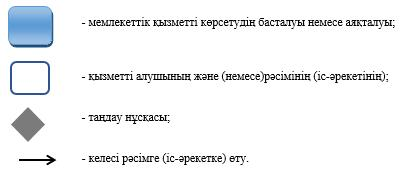 - мемлекеттік қызметті көрсетудің басталуы немесе аяқталуы;
- қызметті алушының және (немесе)рәсімінің (іс-әрекетінің);
- таңдау нұсқасы;
- келесі рәсімге (іс-әрекетке) өту.